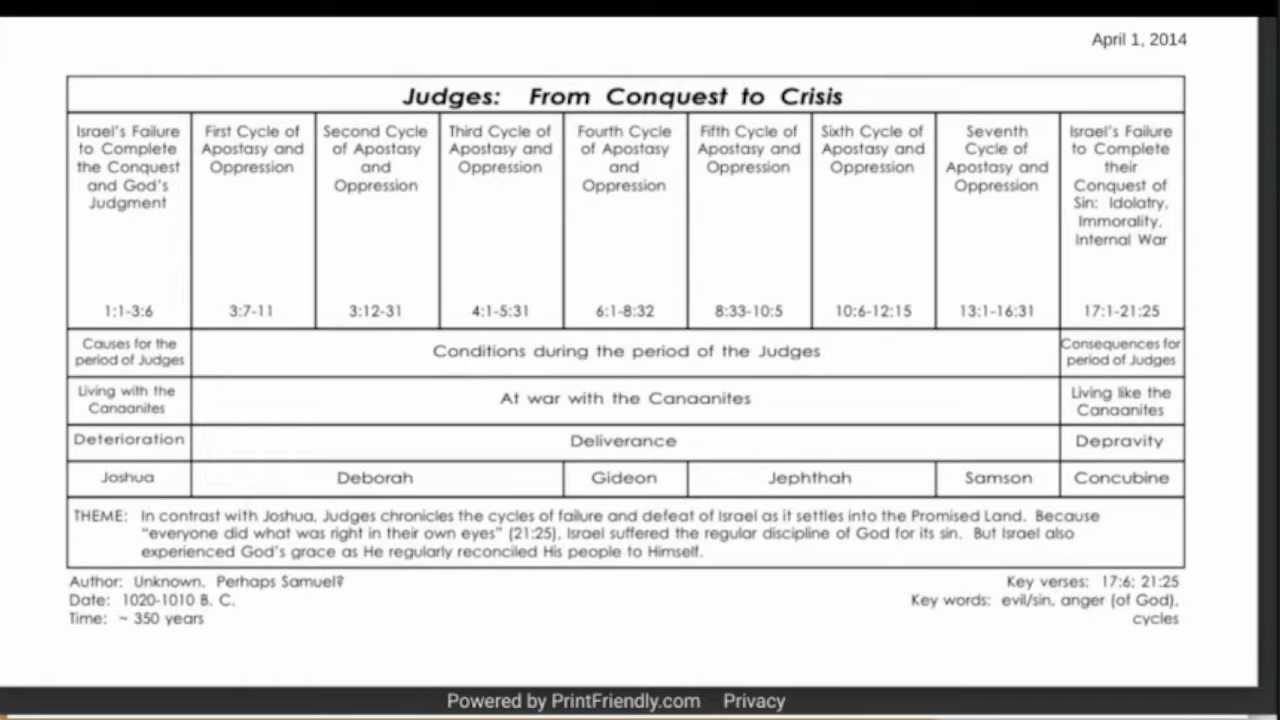 April 1, 2014
Judges: From Conquest to Crisis
Israel's Failure
to Complete
the Conquest
and God's
Judgment
1:1-3:6
First Cycle of
Apostasy and
Oppression
3:7-11
Second Cycle
of Apostasy
and
Oppression
3:12-31
Third Cycle of
Apostasy and
Oppression
4:1-5:31
Fourth Cycle
of Apostasy
and
Oppression
6:1-8:32
Fifth Cycle of
Apostasy and
Oppression
8:33-10:5
Sixth Cycle of
Apostasy and
Oppression
10:6-12:15
Seventh
Cycle of
Apostasy and
Oppression
13:1-16:31
Israel's Failure
to Complete
their
Conquest of
Sin: Idolatry,
Immorality,
Internal War
17:1-21:25
Causes for the
period of Judges
Conditions during the period of the Judges
Consequences for
period of Judges
Living with the
Canaanites
At war with the Canaanites
Living like the
Canaanites
Deterioration
Deliverance
Depravity
Joshua
Deborah
Gideon
Jephthah
Samson
Concubine
THEME: In contrast with Joshua, Judges chronicles the cycles of failure and defeat of Israel as it settles into the Promised Land. Because
"everyone did what was right in their own eyes" (21:25), Israel suffered the regular discipline of God for its sin. But Israel also
experienced God's grace as He regularly reconciled His people to Himself.
Author: Unknown. Perhaps Samuel?
Date: 1020-1010 B. C.
Time: ~ 350 years
Key verses: 17:6; 21:25
Key words: evil/sin, anger (of God),
cycles
Powered by PrintFriendly.com Privacy